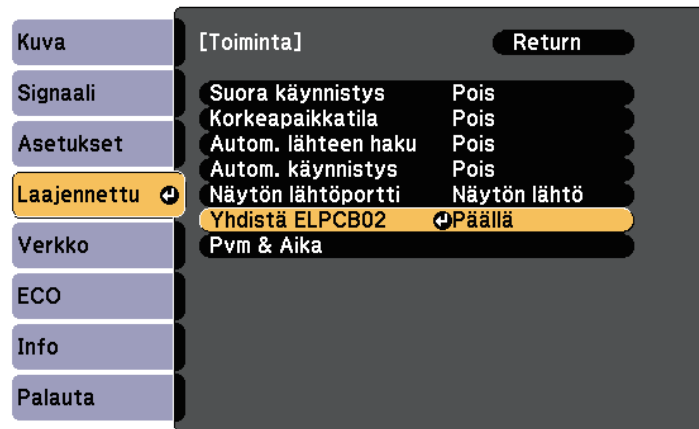 Kuva
Signaali
Asetukset
Laajennettu
Verkko
ECO
Info
Palauta
[Toiminta] Return
Suora käynnistys Pois
Korkeapaikkatila Pois
Autom. lähteen haku Pois
Autom. käynnistys Pois
Näytön lähtöportti Näytön lähtö
Yhdistä ELPCB02 Päällä
Pvm & Aika